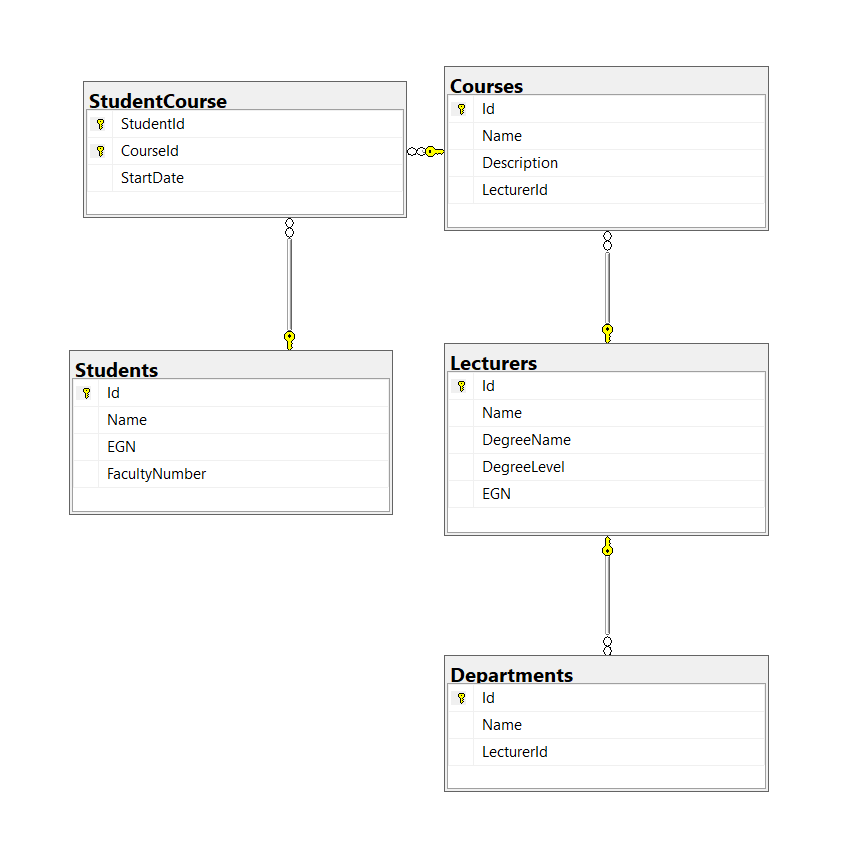 StudentCourse
StudentId
CourseId
StartDate
Courses
Id
Name
Description
LecturerId
Students
Id
Name
EGN
FacultyNumber
Lecturers
Id
Name
DegreeName
DegreeLevel
EGN
Departments
Id
Name
LecturerId